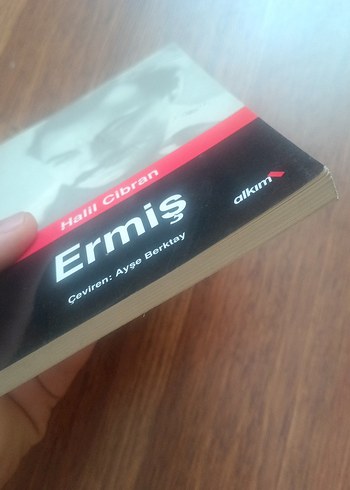 Halil Cibran
Ermiş
Çeviren: Ayşe Berktay
alkım